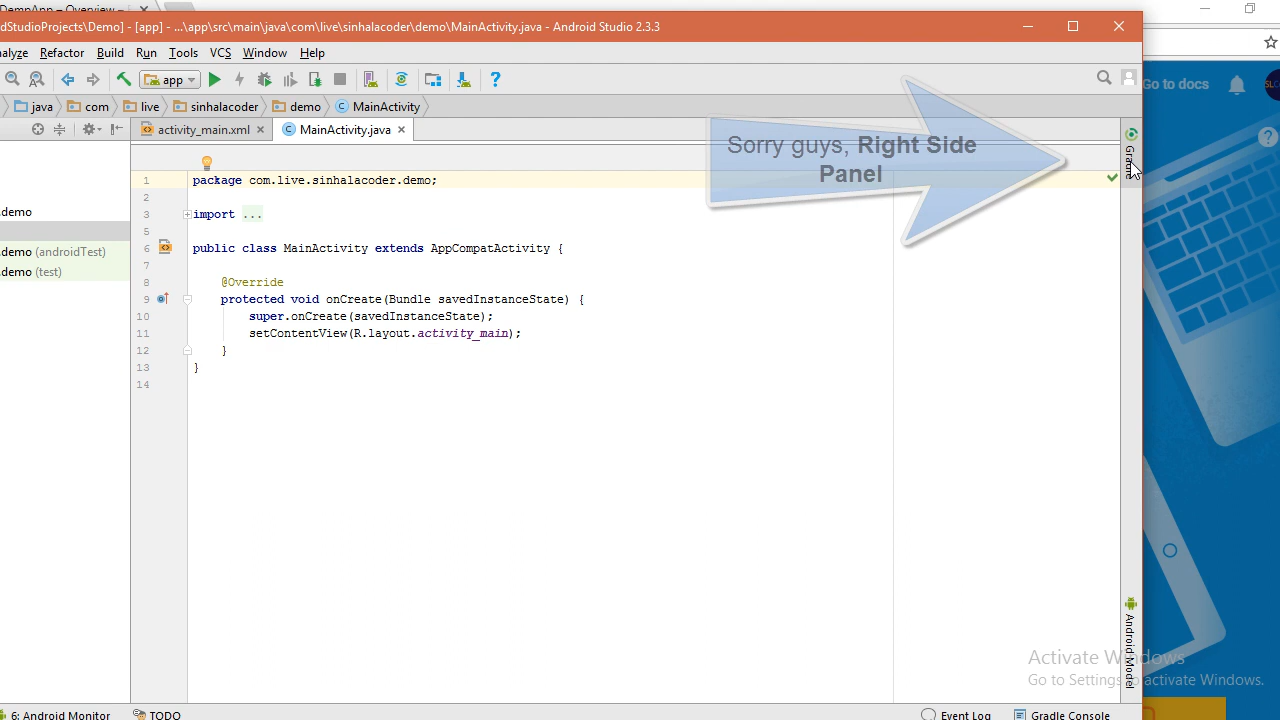 DempApp – Overview –
dStudioProjects\Demo] - [app] - ...\app\src\main\java\com\live\sinhalacoder\demo\MainActivity.java - Android Studio 2.3.3
alyze Refactor Build Run Tools VCS Window Help
app
Go to docs
java com live sinhalacoder demo MainActivity
activity_main.xml MainActivity.java
Sorry guys, Right Side
Panel
Gradle
1 package com.live.sinhalacoder.demo;
2
3 import ...
.demo
5
6 public class MainActivity extends AppCompatActivity {
.demo (androidTest)
7
.demo (test)
8 @Override
9 protected void onCreate(Bundle savedInstanceState) {
10 super.onCreate(savedInstanceState);
11 setContentView(R.layout.activity_main);
12 }
13 }
14
Android Model
Activate Windows
Go to Settings to activate Windows.
6: Android Monitor TODO Event Log Gradle Console